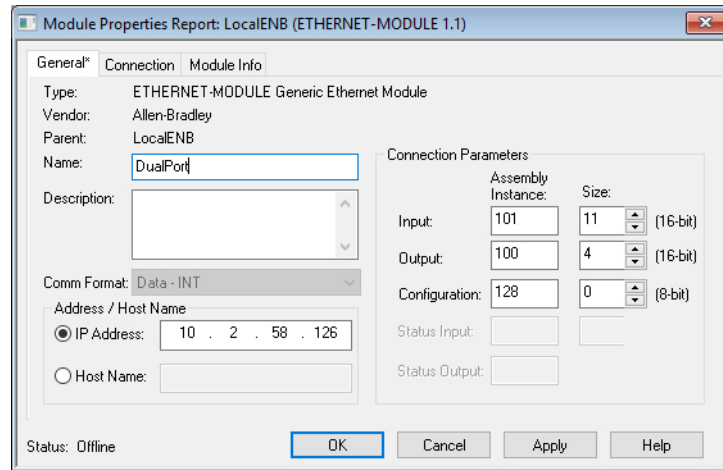 Module Properties Report: LocalENB (ETHERNET-MODULE 1.1)
General* Connection Module Info
Type: ETHERNET-MODULE Generic Ethernet Module
Vendor: Allen-Bradley
Parent: LocalENB
Name: DualPort
Description:
Comm Format: Data - INT
Address / Host Name
IP Address: 10 . 2 . 58 . 126
Host Name:
Connection Parameters
Assembly
Instance: Size:
Input: 101 11 (16-bit)
Output: 100 4 (16-bit)
Configuration: 128 0 (8-bit)
Status Input:
Status Output:
Status: Offline
OK Cancel Apply Help